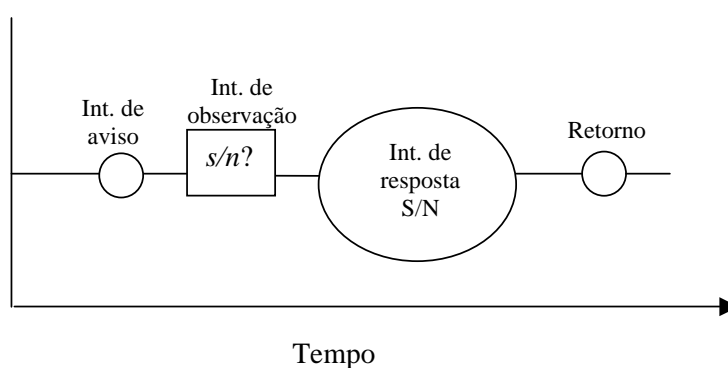 Int. de
aviso
Int. de
observação
s/n?
Int. de
resposta
S/N
Retorno
Tempo